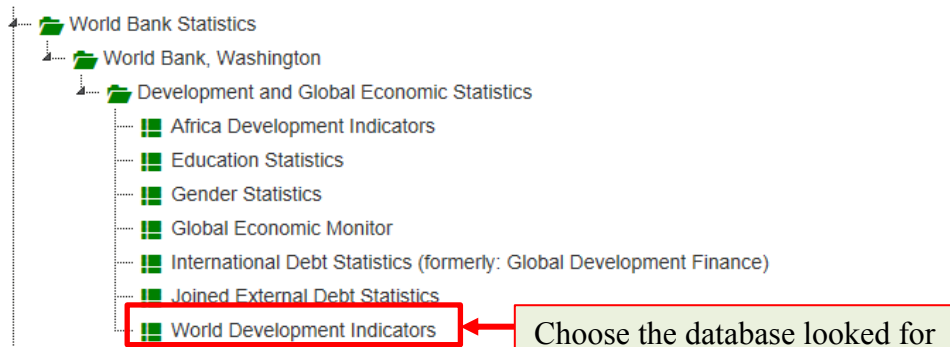 World Bank Statistics
World Bank, Washington
Development and Global Economic Statistics
Africa Development Indicators
Education Statistics
Gender Statistics
Global Economic Monitor
International Debt Statistics (formerly: Global Development Finance)
Joined External Debt Statistics
World Development Indicators
Choose the database looked for